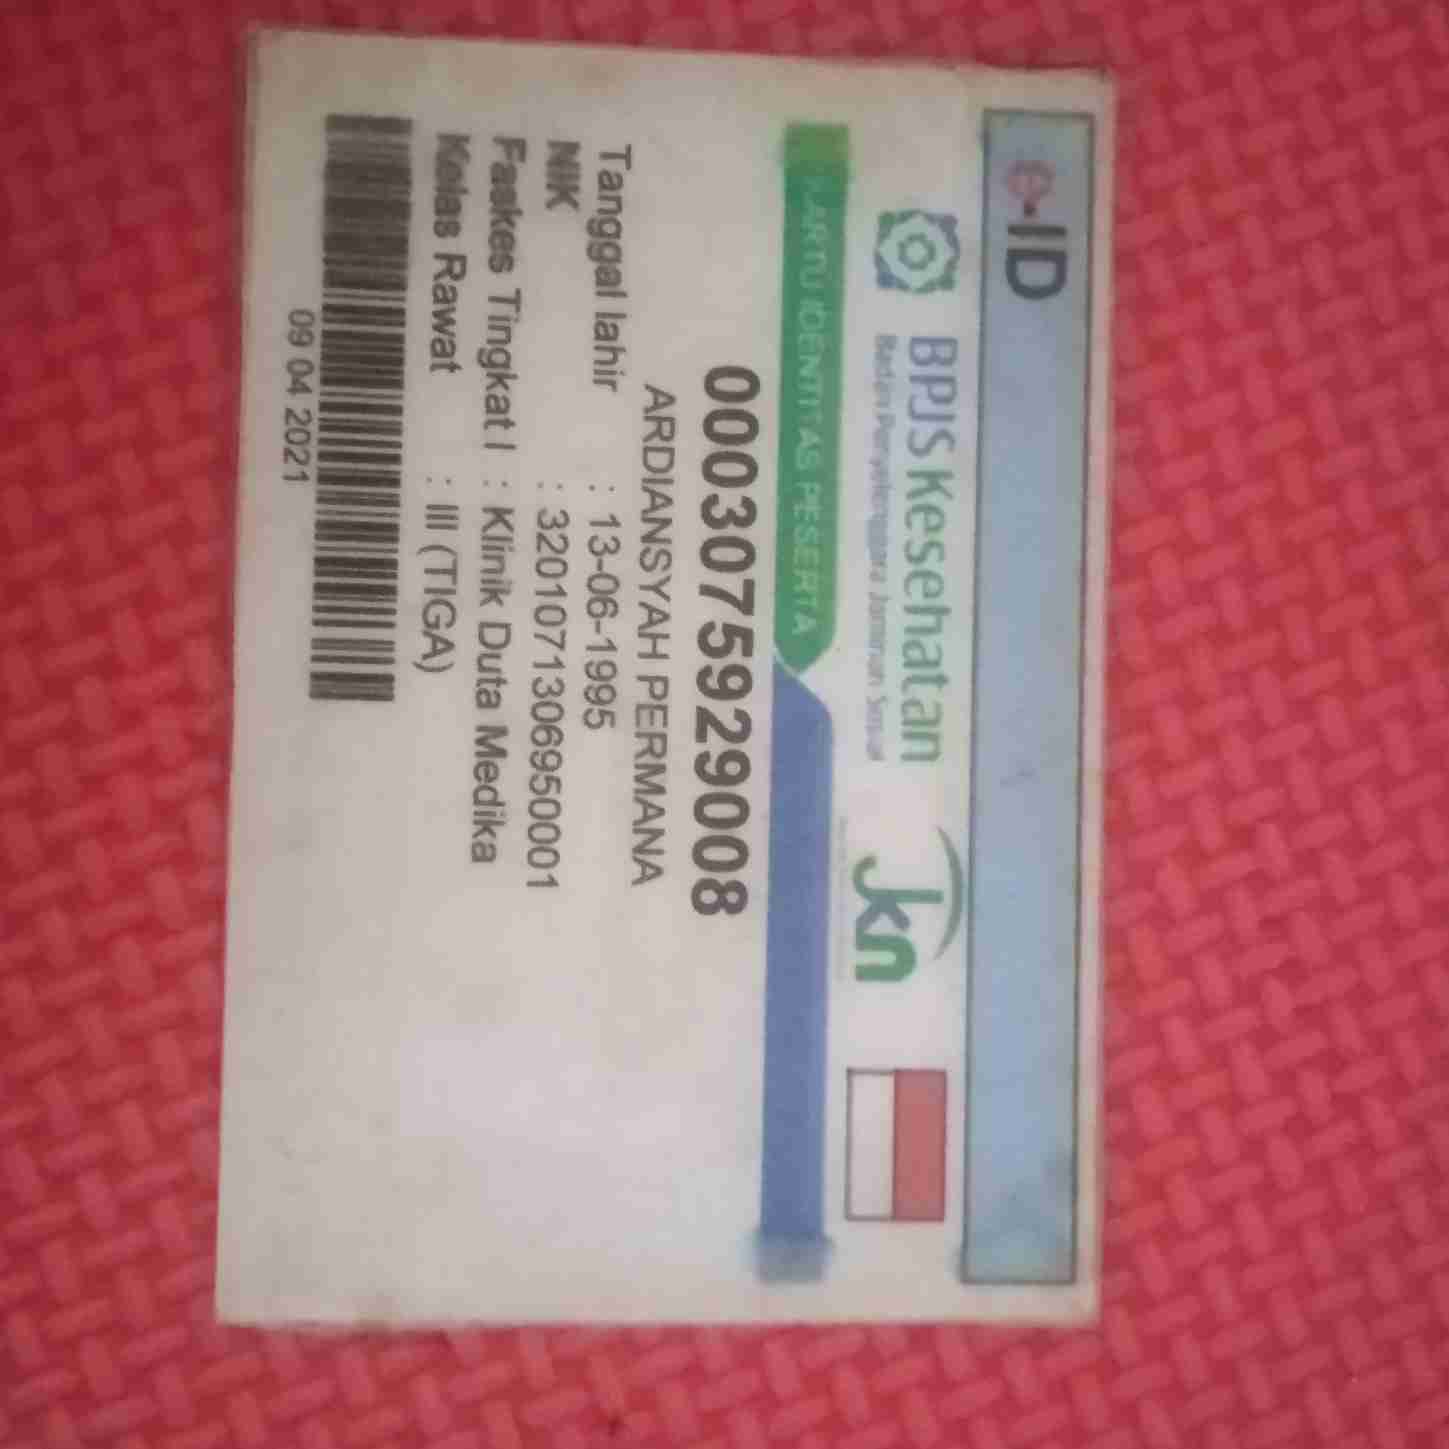 e-ID
BPJS Kesehatan
Badan Penyelenggara Jaminan Sosial
jkn
KARTU IDENTITAS PESERTA
0003075929008
ARDIANSYAH PERMANA
Tanggal lahir : 13-06-1995
NIK : 3201071306950001
Faskes Tingkat I : Klinik Duta Medika
Kelas Rawat : III (TIGA)
09 04 2021